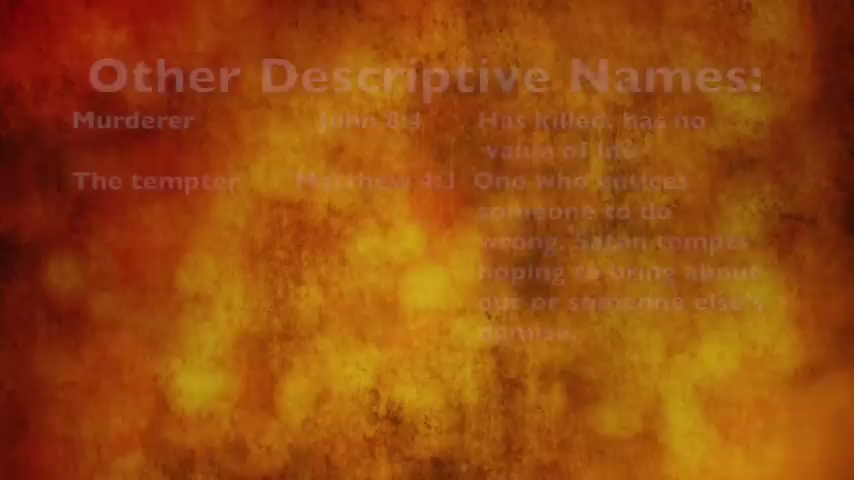 Other Descriptive Names:
Murderer John 8:4 Has killed, has no
value of life
The tempter Matthew 4:1 One who entices
someone to do
wrong. Satan tempts
hoping to bring about
our or someone else's
demise.